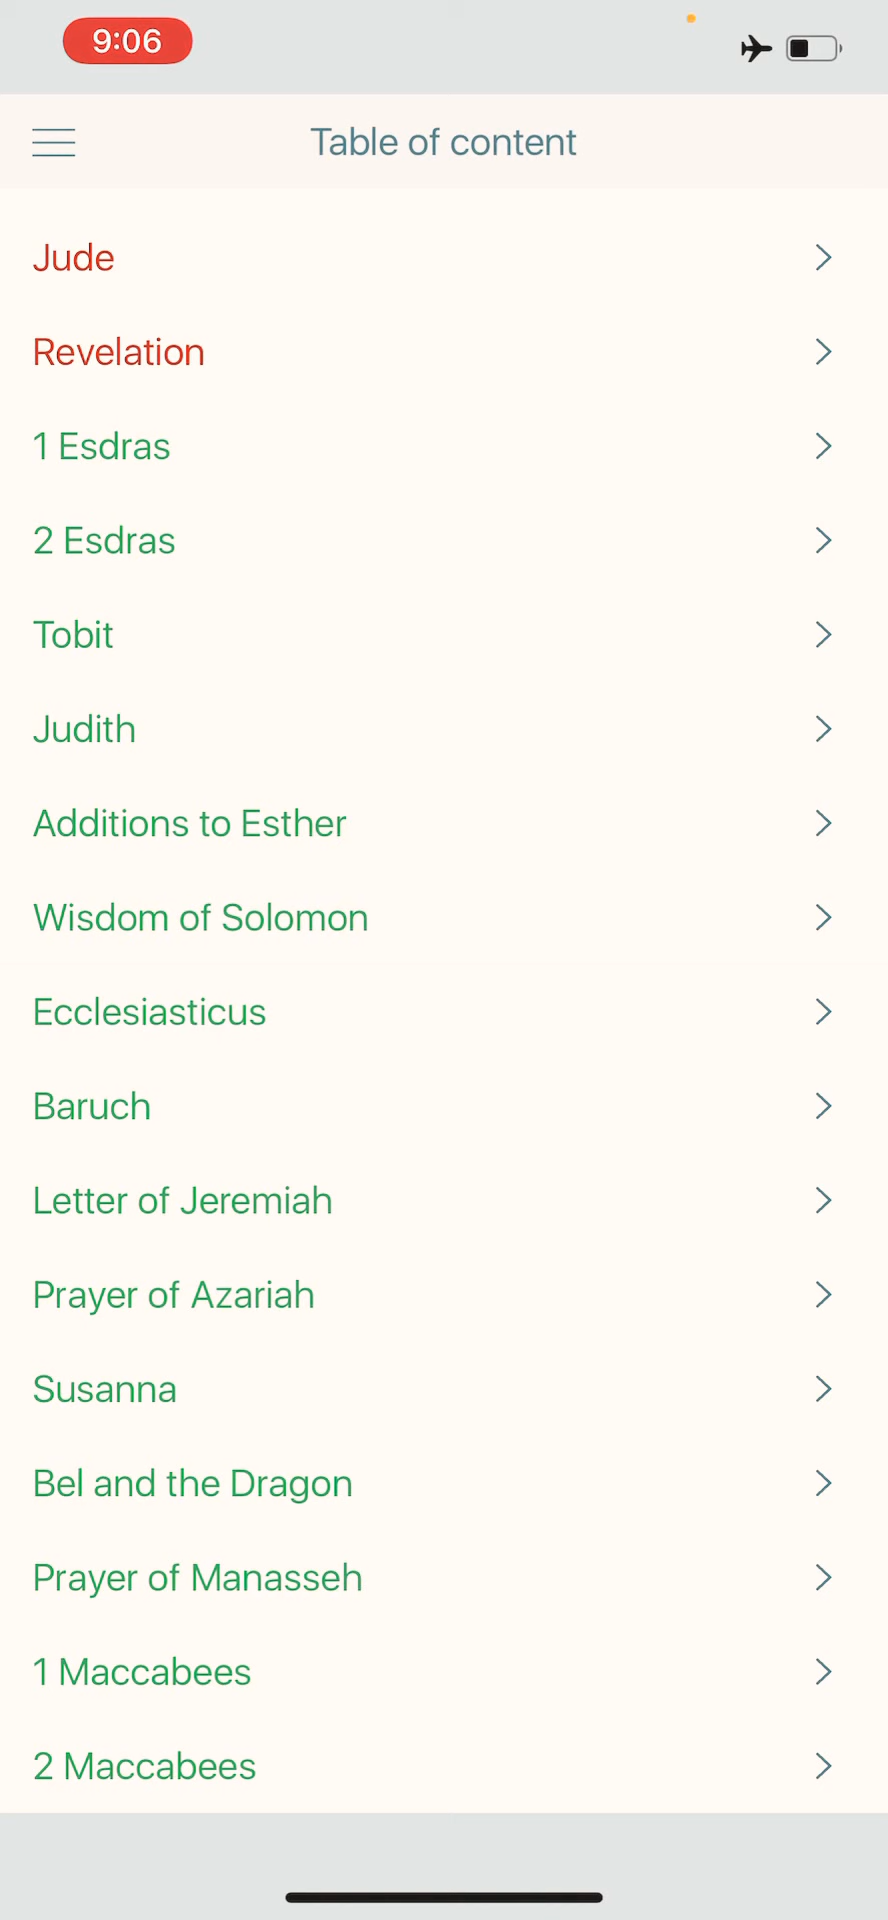 9:06
Table of content
Jude
Revelation
1 Esdras
2 Esdras
Tobit
Judith
Additions to Esther
Wisdom of Solomon
Ecclesiasticus
Baruch
Letter of Jeremiah
Prayer of Azariah
Susanna
Bel and the Dragon
Prayer of Manasseh
1 Maccabees
2 Maccabees